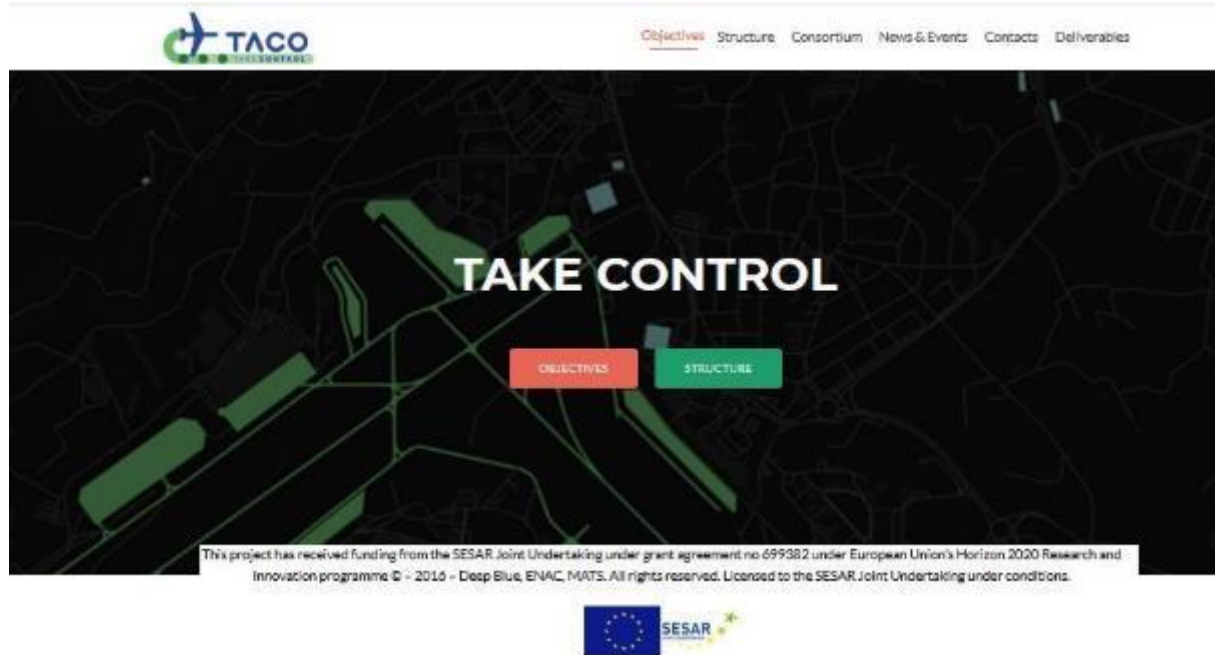 TACO
TAKE CONTROL
Objectives Structure Consortium News & Events Contacts Deliverables
TAKE CONTROL
OBJECTIVES STRUCTURE
This project has received funding from the SESAR Joint Undertaking under grant agreement no 699382 under European Union's Horizon 2020 Research and
Innovation programme © – 2016 – Deep Blue, ENAC, MATS. All rights reserved. Licensed to the SESAR Joint Undertaking under conditions.
SESAR